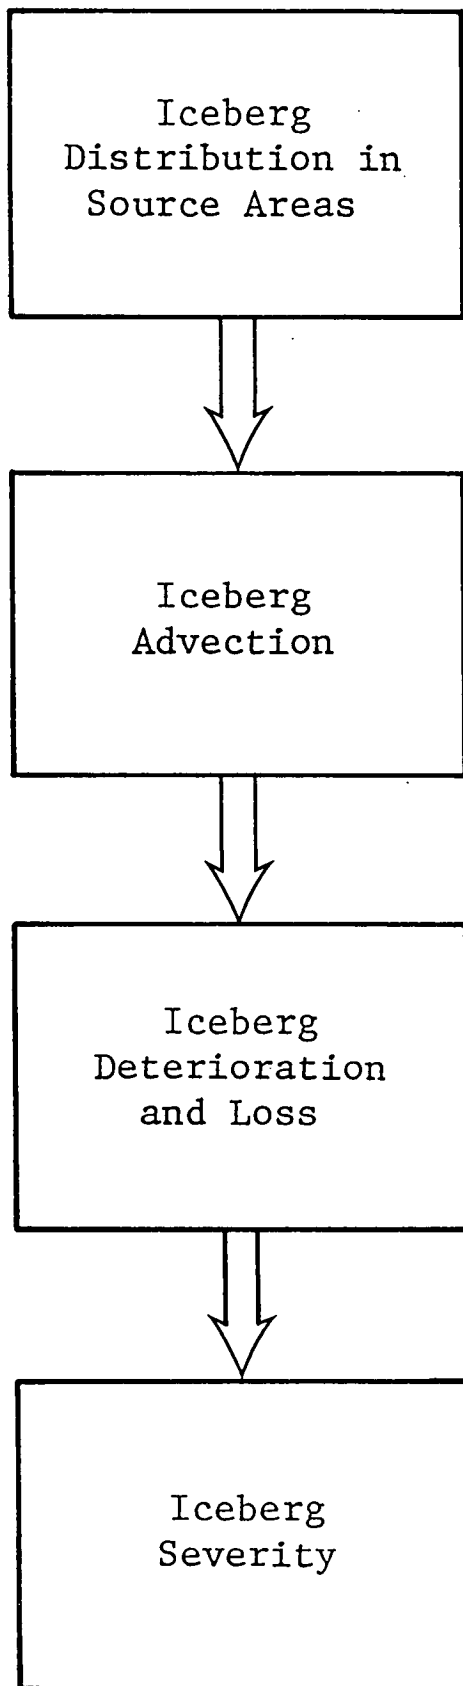 Iceberg
Distribution in
Source Areas
Iceberg
Advection
Iceberg
Deterioration
and Loss
Iceberg
Severity